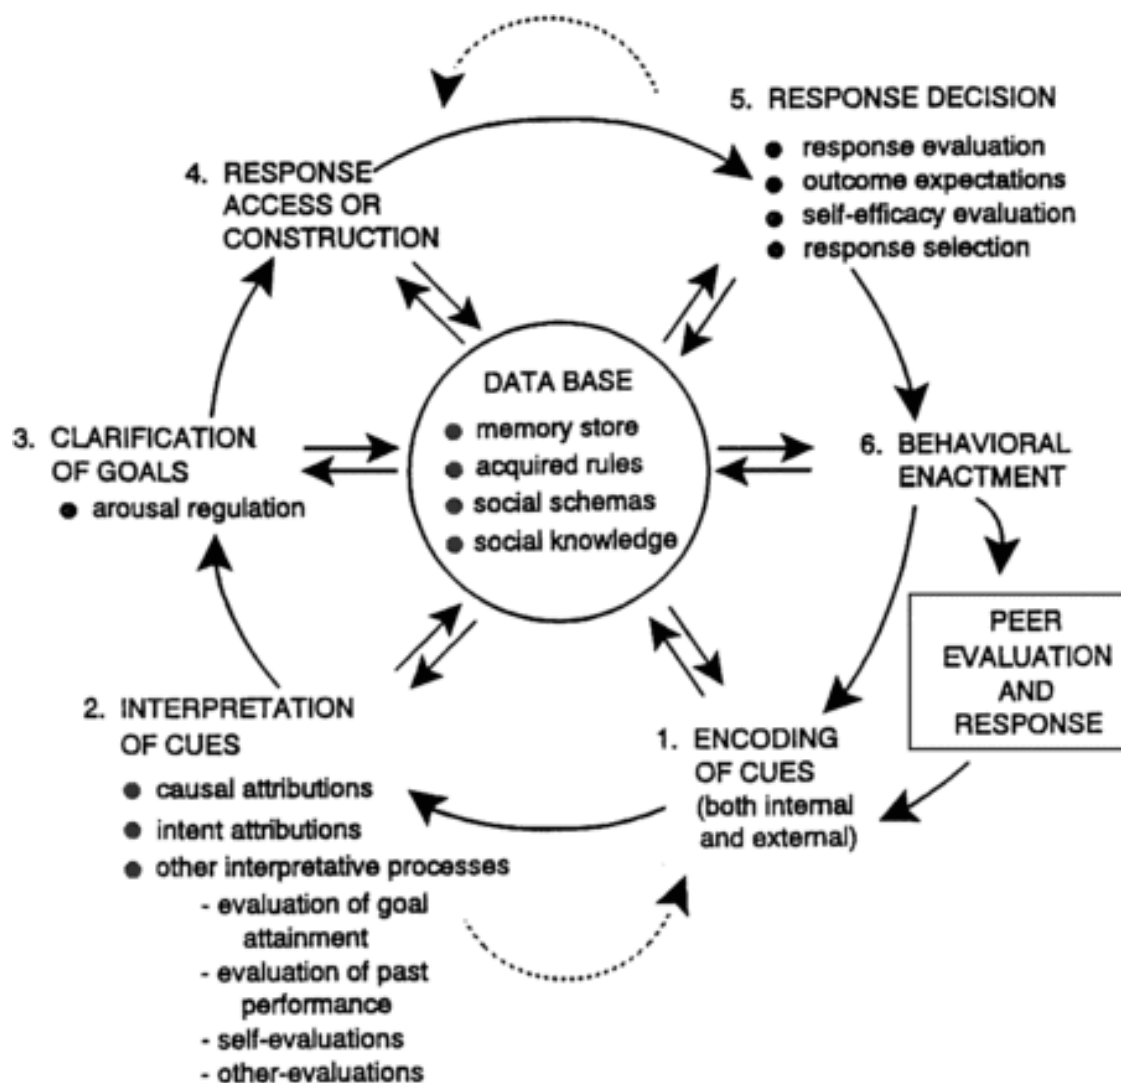 5. RESPONSE DECISION
● response evaluation
● outcome expectations
● self-efficacy evaluation
● response selection
4. RESPONSE
ACCESS OR
CONSTRUCTION
DATA BASE
● memory store
● acquired rules
● social schemas
● social knowledge
3. CLARIFICATION
OF GOALS
● arousal regulation
6. BEHAVIORAL
ENACTMENT
PEER
EVALUATION
AND
RESPONSE
2. INTERPRETATION
OF CUES
● causal attributions
● intent attributions
● other interpretative processes
- evaluation of goal
attainment
- evaluation of past
performance
- self-evaluations
- other-evaluations
1. ENCODING
OF CUES
(both internal
and external)